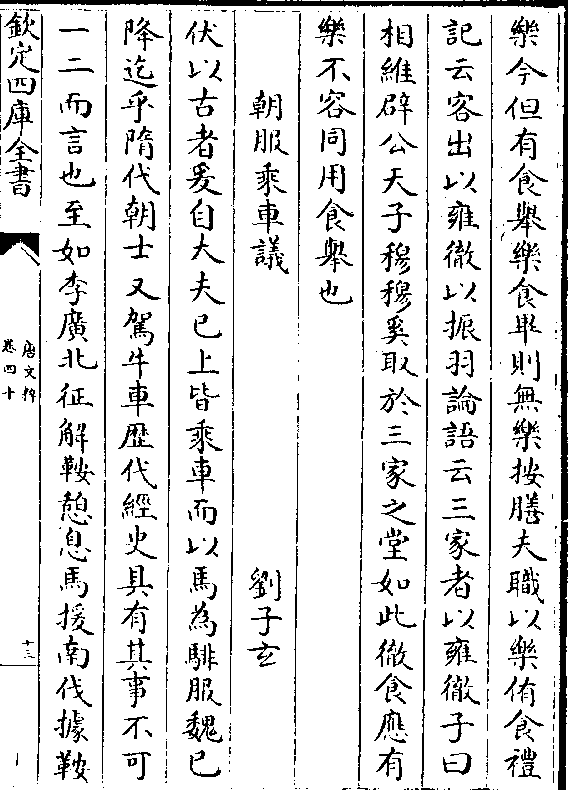 樂今但有食舉樂食畢則無樂按膳夫職以樂侑食禮
記云客出以雍徹以振羽論語云三家者以雍徹子曰
相維辟公天子穆穆奚取於三家之堂如此徹食應有
樂不容同用食舉也
朝服乘車議　劉子玄
伏以古者爰自大夫已上皆乘車而以馬為騑服魏已
降迄乎隋代朝士又駕牛車歴代經史具有其事不可
一二而言也至如李廣北征解鞍憩息馬援南伐據鞍
欽定四庫全書
唐文粹
卷四十
十三